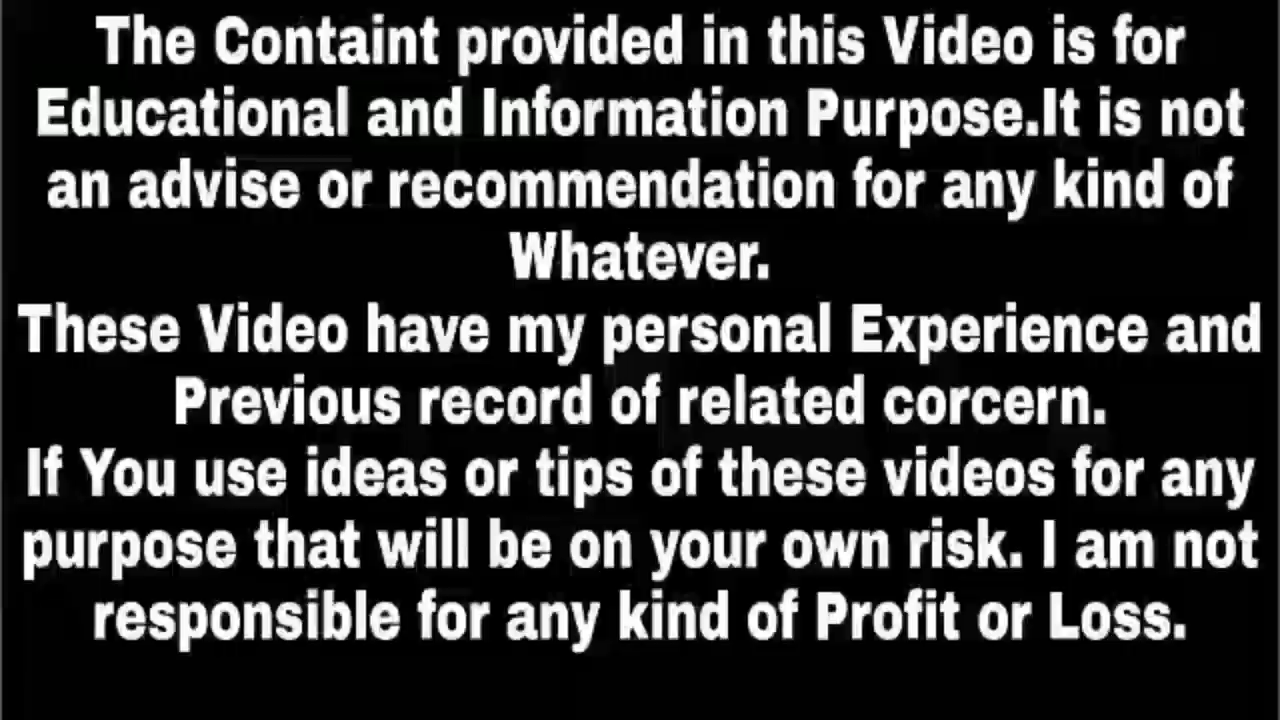 The Containt provided in this Video is for
Educational and Information Purpose.It is not
an advise or recommendation for any kind of
Whatever.
These Video have my personal Experience and
Previous record of related corcern.
If You use ideas or tips of these videos for any
purpose that will be on your own risk. I am not
responsible for any kind of Profit or Loss.